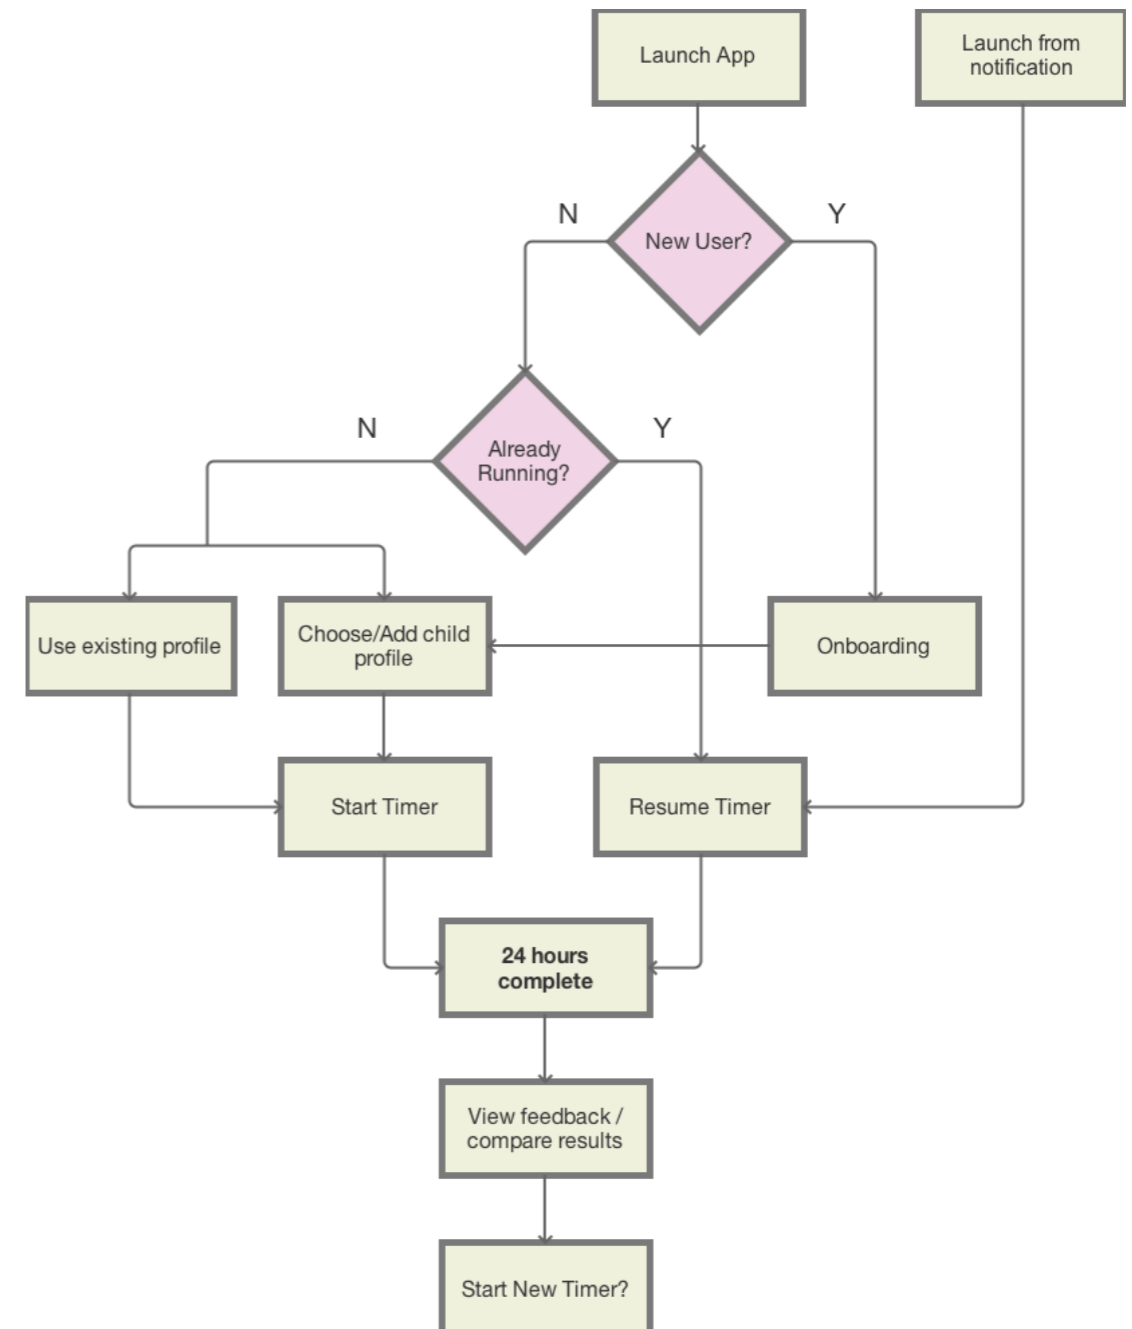 Launch App
Launch from
notification
N
Y
New User?
N
Y
Already
Running?
Use existing profile
Choose/Add child
profile
Onboarding
Start Timer
Resume Timer
24 hours
complete
View feedback /
compare results
Start New Timer?